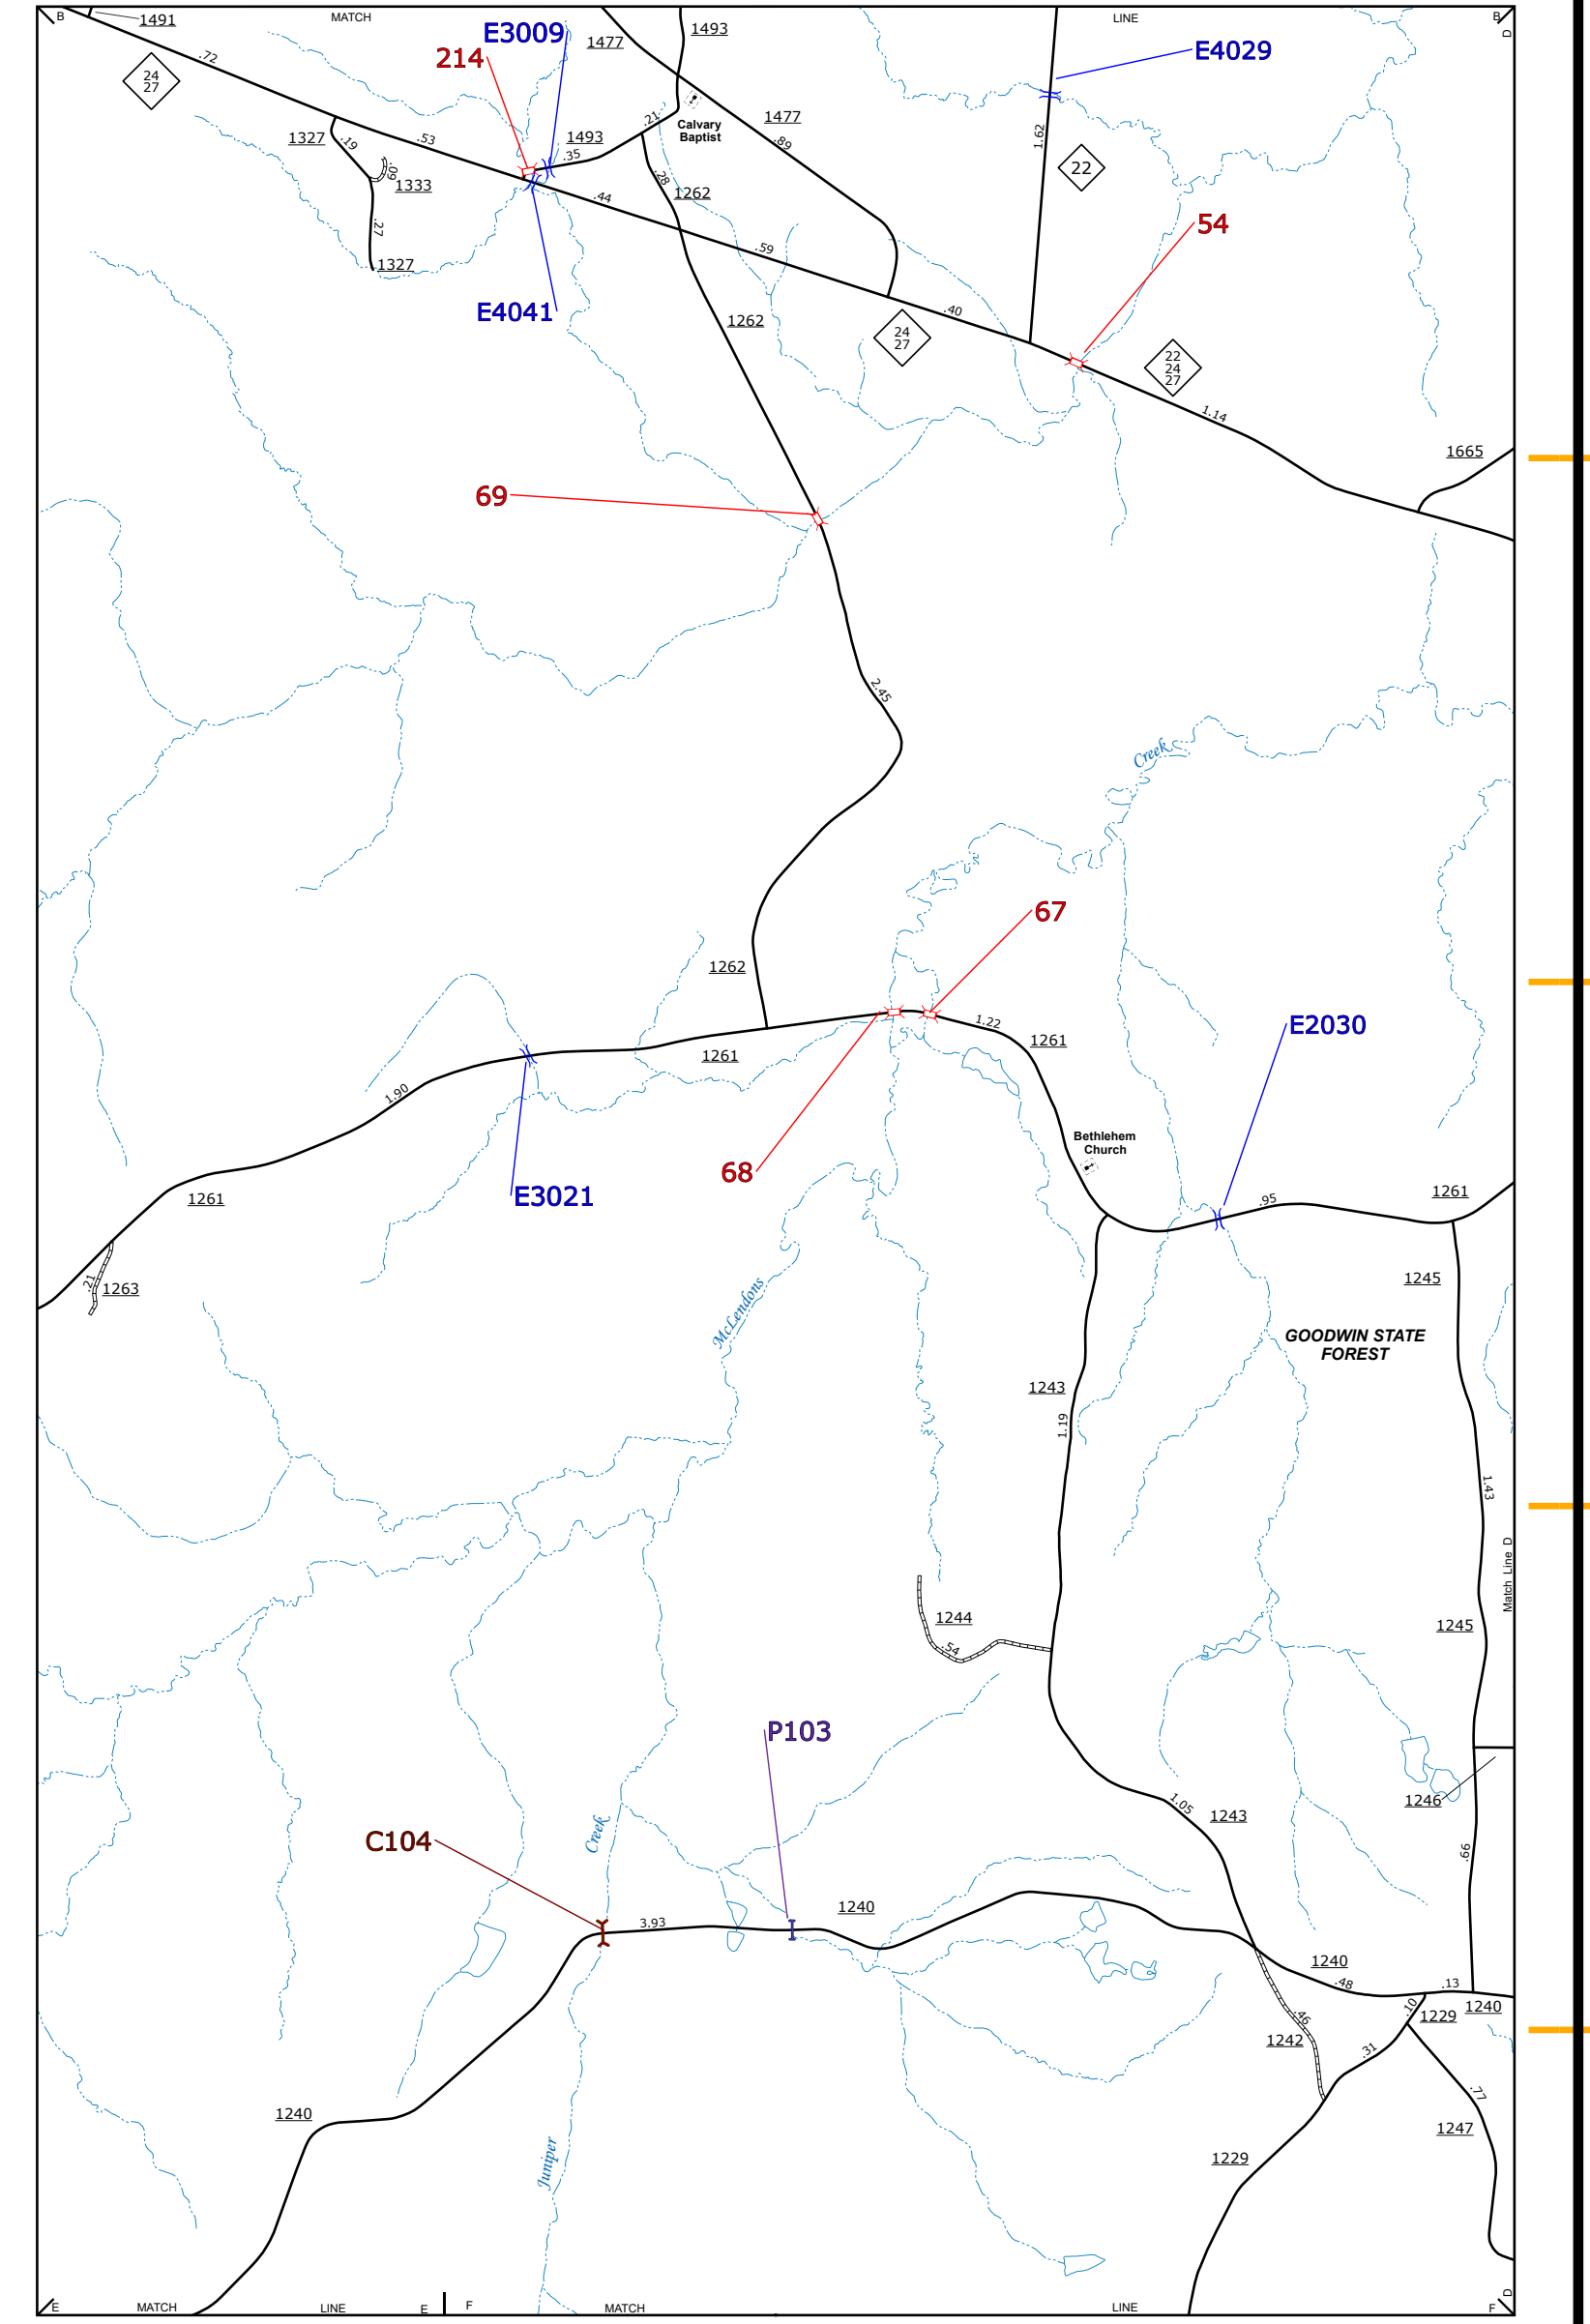 B
MATCH
LINE
B
D
1491
E3009
1477
1493
E4029
214
.72
24
27
1327
.19
.53
.09
1333
1493
.35
.21
Calvary
Baptist
1477
.89
1.62
22
.28
1262
.44
.27
1327
54
.59
E4041
1262
.40
24
27
22
24
27
1.14
1665
69
2.45
Creek
67
1262
1.22
1261
E2030
1261
1.90
Bethlehem
Church
68
E3021
1261
.95
1261
.21
1263
1245
McLendons
GOODWIN STATE
FOREST
1243
1.19
1.43
Match Line D
1244
.54
1245
P103
1.05
1243
1246
C104
Creek
.66
3.93
1240
1240
.48
.13
1240
.46
1242
.10
1229
.31
.77
1240
1247
Juniper
1229
E
MATCH
LINE
E
F
MATCH
LINE
F
D